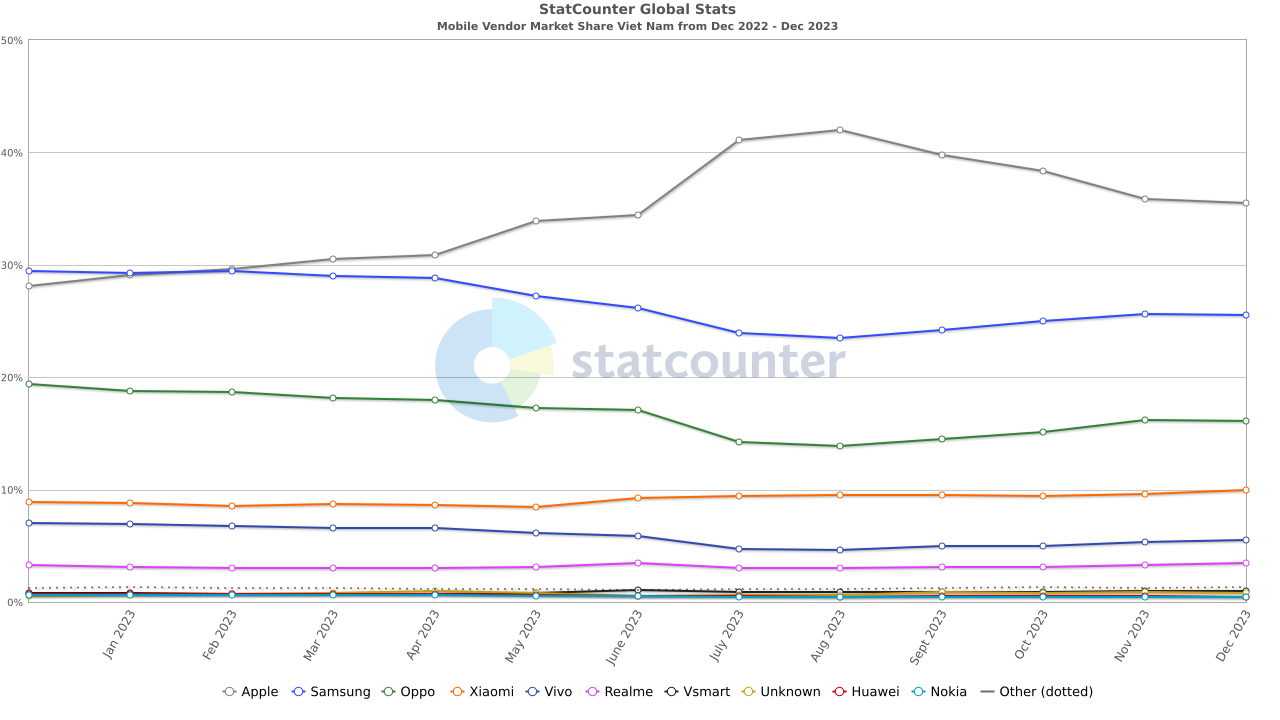 StatCounter Global Stats
Mobile Vendor Market Share Viet Nam from Dec 2022 - Dec 2023
50%
40%
30%
statcounter
20%
10%
0%
Jan 2023
Feb 2023
Mar 2023
Apr 2023
May 2023
June 2023
July 2023
Aug 2023
Sept 2023
Oct 2023
Nov 2023
Dec 2023
Apple Samsung Oppo Xiaomi Vivo Realme Vsmart Unknown Huawei Nokia Other (dotted)